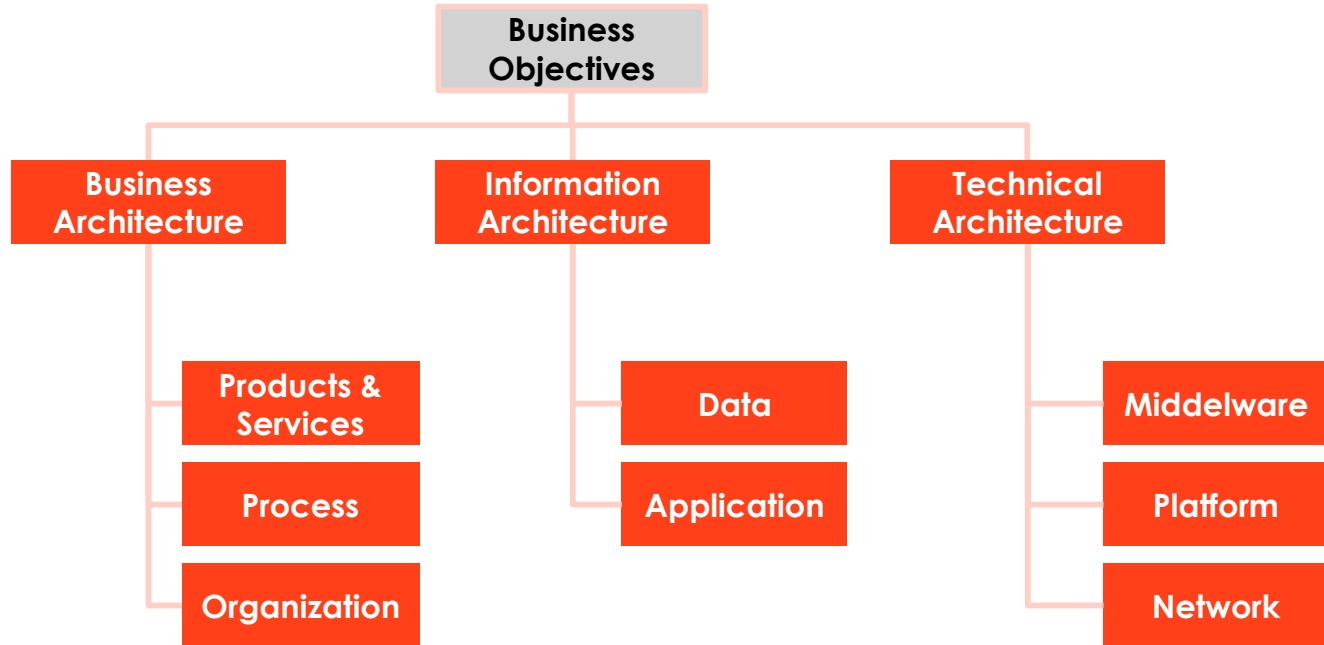 Business
Objectives
Business
Architecture
Information
Architecture
Technical
Architecture
Products &
Services
Data
Middelware
Process
Application
Platform
Organization
Network